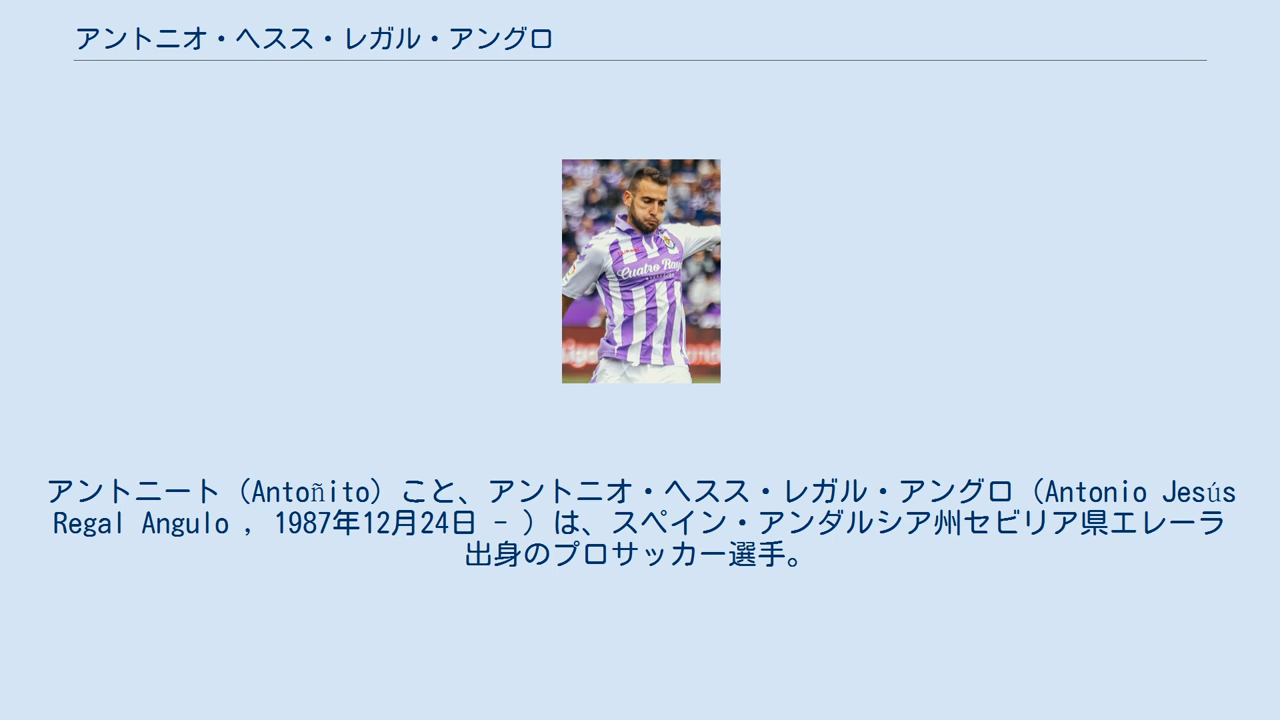 アントニオ・ヘスス・レガル・アングロ
Cuatro Rayas
アントニート（Antoñito）こと、アントニオ・ヘスス・レガル・アングロ（Antonio Jesús
Regal Angulo , 1987年12月24日 - ）は、スペイン・アンダルシア州セビリア県エレーラ
出身のプロサッカー選手。